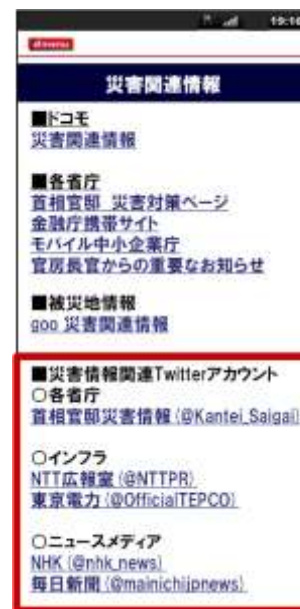 19:16
dmenu
災害関連情報
■ドコモ
災害関連情報
■各省庁
首相官邸 災害対策ページ
金融庁携帯サイト
モバイル中小企業庁
官房長官からの重要なお知らせ
■被災地情報
goo 災害関連情報
■災害情報関連Twitterアカウント
○各省庁
首相官邸災害情報(@Kantei_Saigai)
○インフラ
NTT広報室(@NTTPR)
東京電力(@OfficialTEPCO)
○ニュースメディア
NHK(@nhk_news)
毎日新聞(@mainichijpnews)